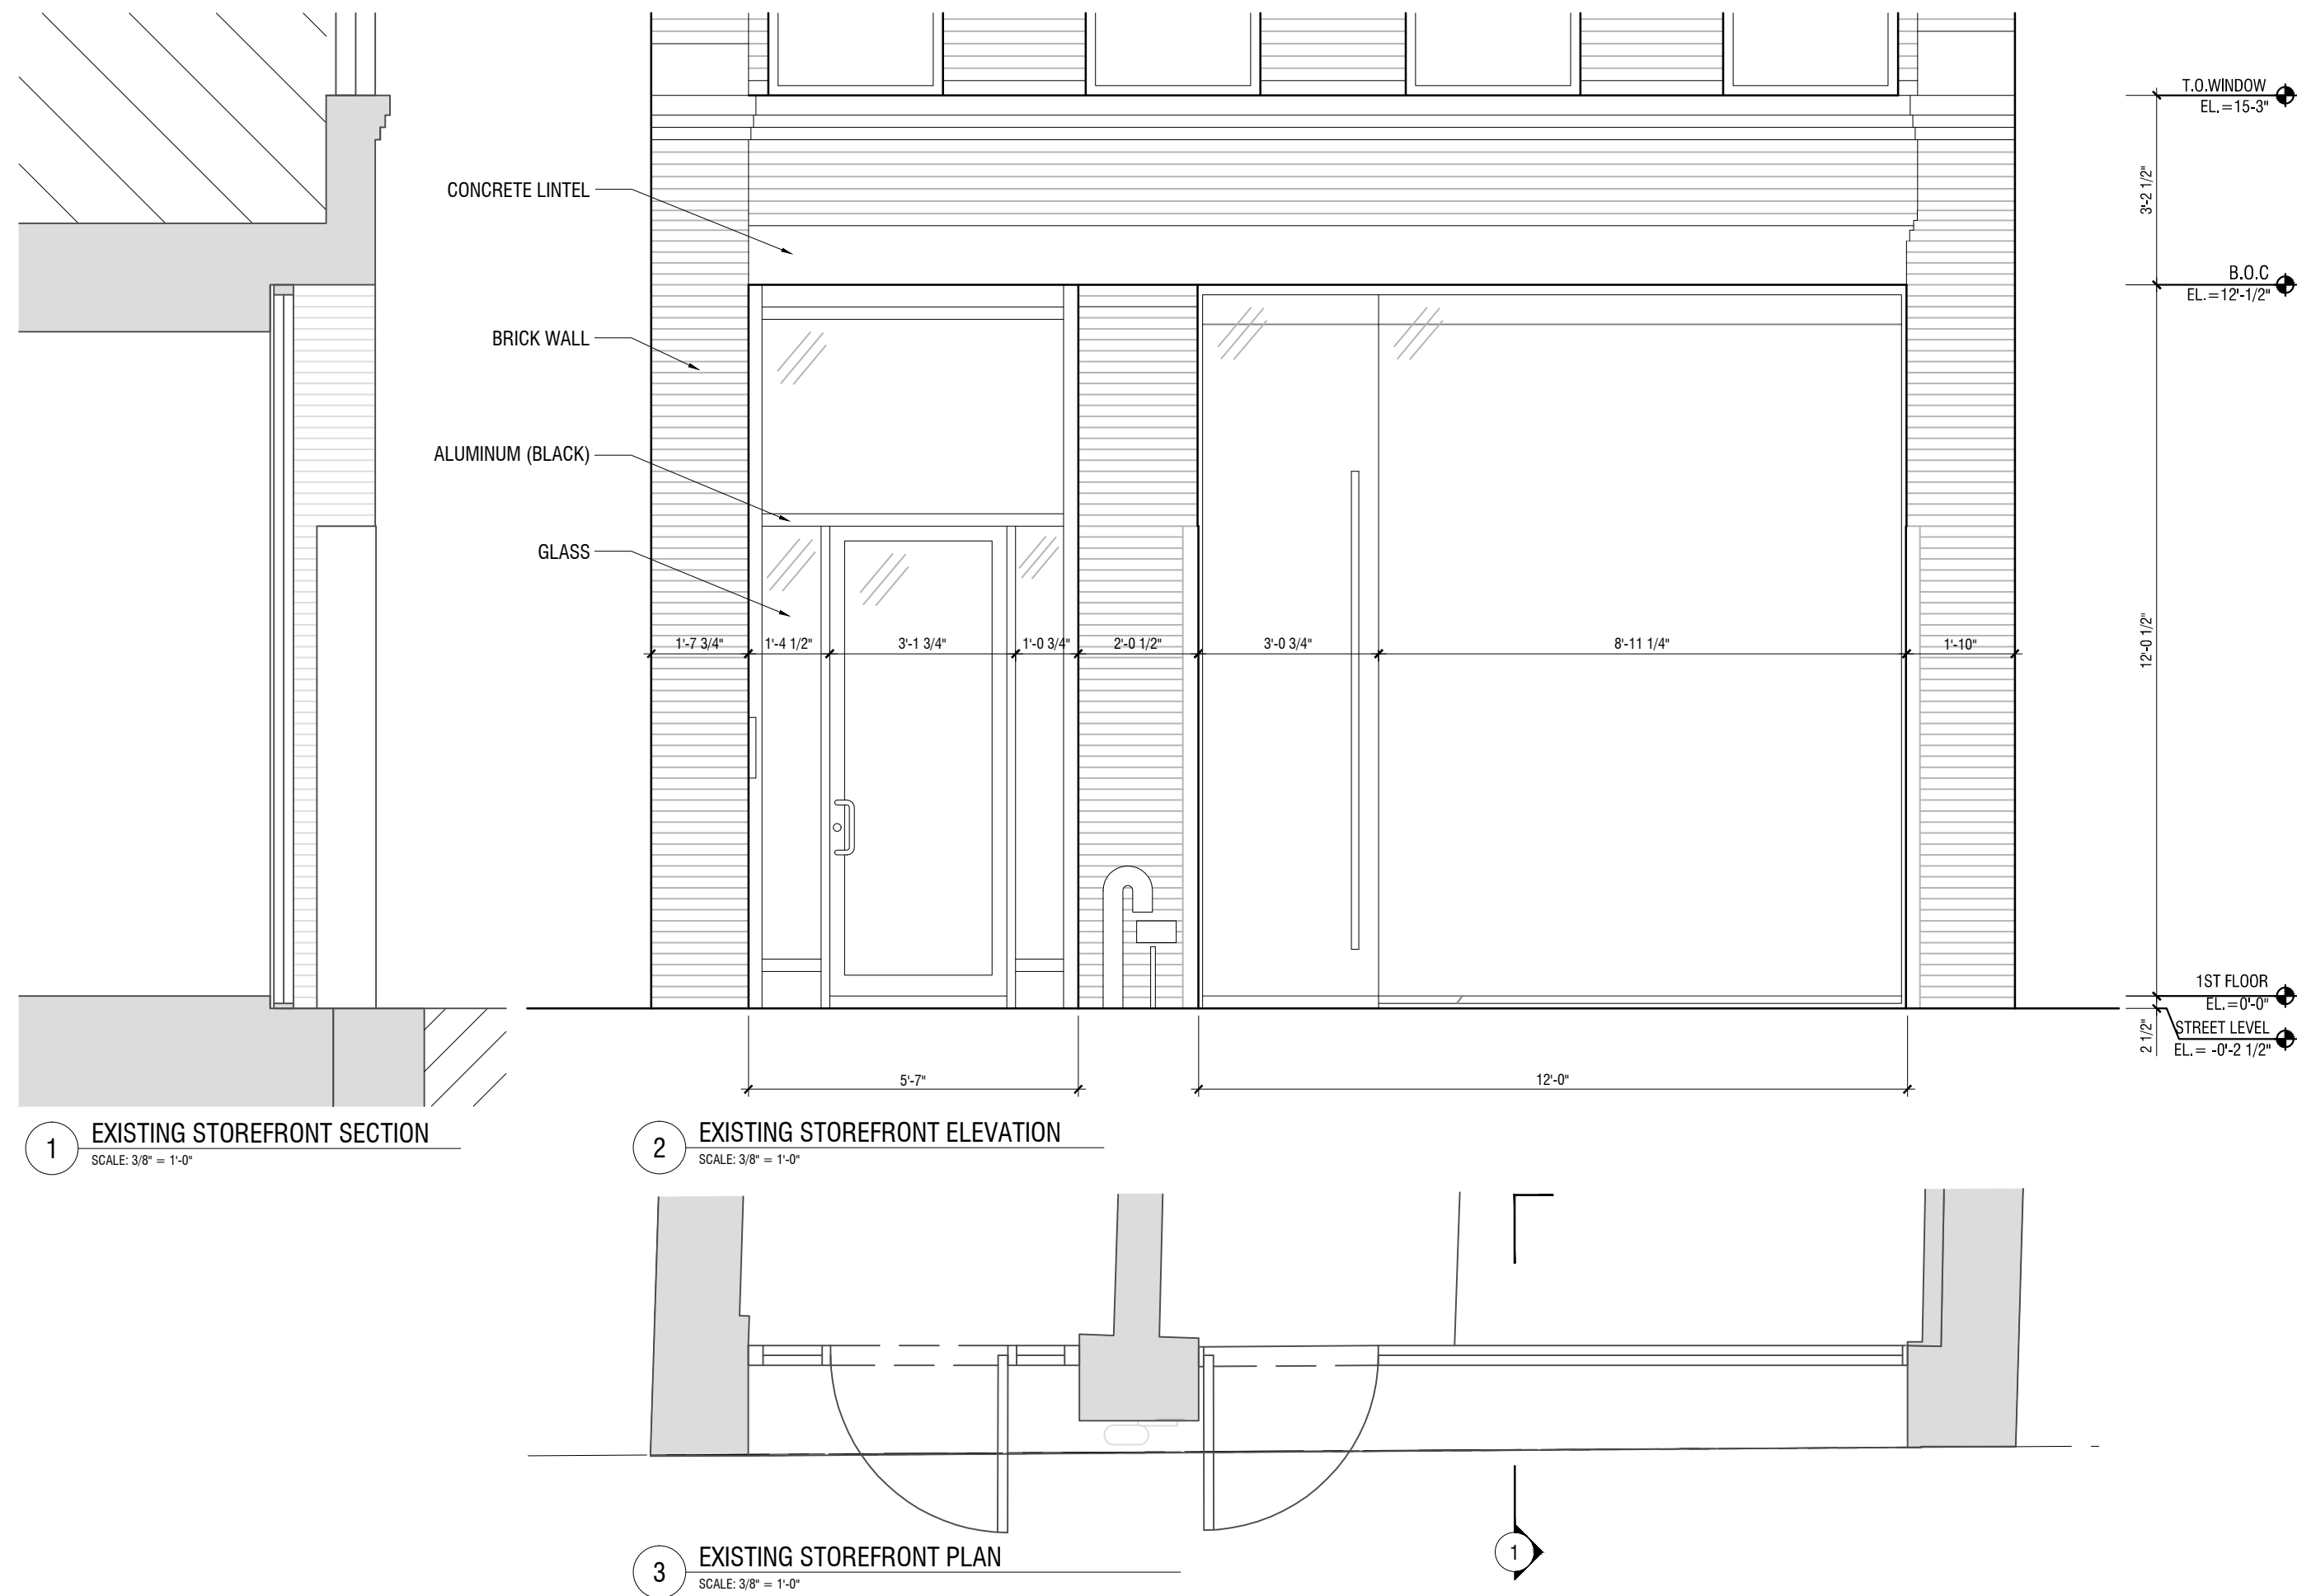 T.O.WINDOW
EL.=15-3"
3'-2 1/2"
CONCRETE LINTEL
B.O.C
EL.=12'-1/2"
BRICK WALL
ALUMINUM (BLACK)
GLASS
1'-7 3/4"
1'-4 1/2"
3'-1 3/4"
1'-0 3/4"
2'-0 1/2"
3'-0 3/4"
8'-11 1/4"
1'-10"
12'-0 1/2"
1ST FLOOR
EL.=0'-0"
STREET LEVEL
EL.= -0'-2 1/2"
2 1/2"
5'-7"
12'-0"
1
EXISTING STOREFRONT SECTION
SCALE: 3/8" = 1'-0"
2
EXISTING STOREFRONT ELEVATION
SCALE: 3/8" = 1'-0"
1
3
EXISTING STOREFRONT PLAN
SCALE: 3/8" = 1'-0"